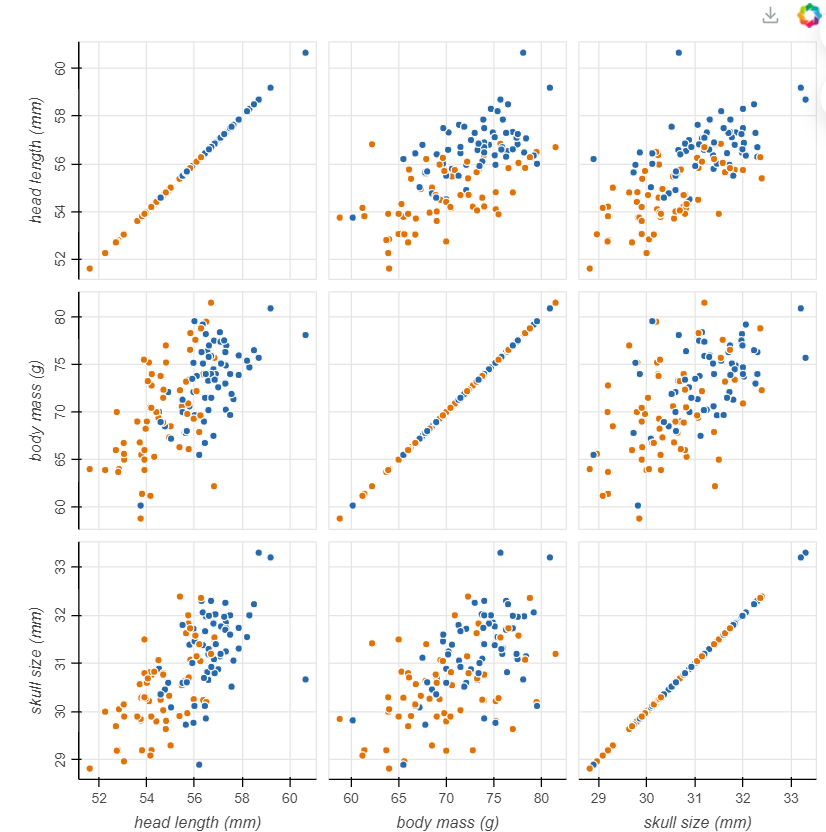 head length (mm)
60
58
56
54
52
body mass (g)
80
75
70
65
60
skull size (mm)
33
32
31
30
29
52 54 56 58 60
60 65 70 75 80
29 30 31 32 33
head length (mm)
body mass (g)
skull size (mm)